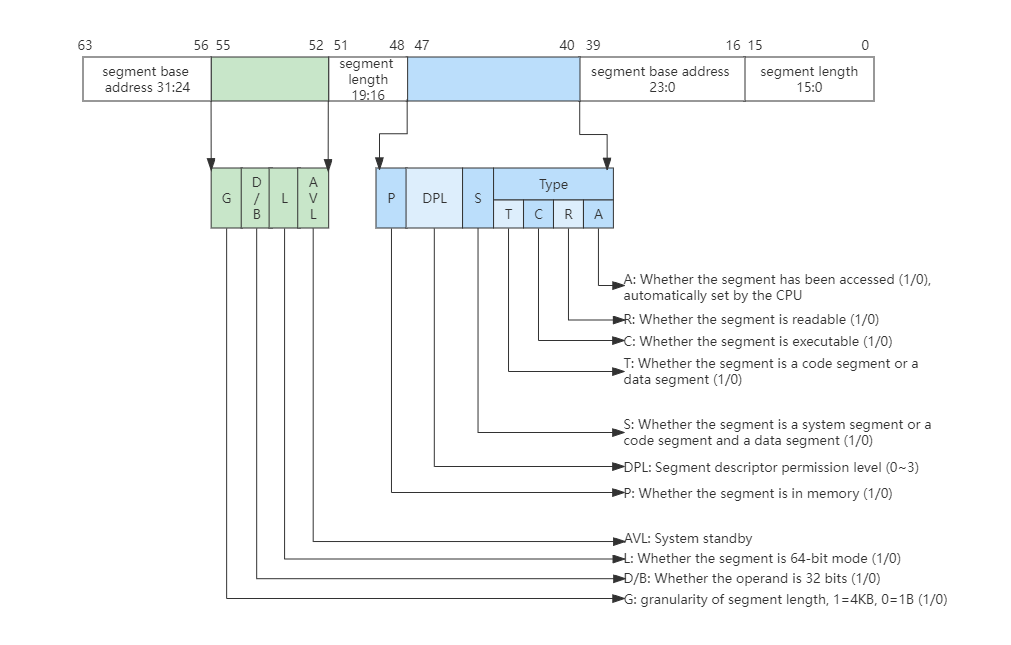 63 56 55 52 51 48 47 40 39 16 15 0
segment base
address 31:24
segment
length
19:16
segment base address
23:0
segment length
15:0
G
D
/
B
L
A
V
L
P
DPL
S
Type
T
C
R
A
A: Whether the segment has been accessed (1/0),
automatically set by the CPU
R: Whether the segment is readable (1/0)
C: Whether the segment is executable (1/0)
T: Whether the segment is a code segment or a
data segment (1/0)
S: Whether the segment is a system segment or a
code segment and a data segment (1/0)
DPL: Segment descriptor permission level (0~3)
P: Whether the segment is in memory (1/0)
AVL: System standby
L: Whether the segment is 64-bit mode (1/0)
D/B: Whether the operand is 32 bits (1/0)
G: granularity of segment length, 1=4KB, 0=1B (1/0)